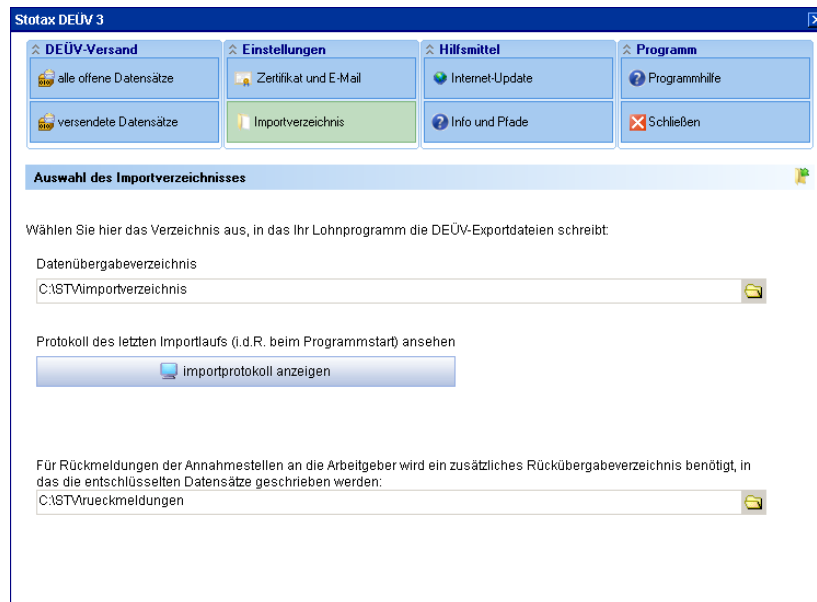 Stotax DEÜV 3
DEÜV-Versand
Einstellungen
Hilfsmittel
Programm
alle offene Datensätze
Zertifikat und E-Mail
Internet-Update
Programmhilfe
versendete Datensätze
Importverzeichnis
Info und Pfade
Schließen
Auswahl des Importverzeichnisses
Wählen Sie hier das Verzeichnis aus, in das Ihr Lohnprogramm die DEÜV-Exportdateien schreibt:
Datenübergabeverzeichnis
C:\STV\importverzeichnis
Protokoll des letzten Importlaufs (i.d.R. beim Programmstart) ansehen
importprotokoll anzeigen
Für Rückmeldungen der Annahmestellen an die Arbeitgeber wird ein zusätzliches Rückübergabeverzeichnis benötigt, in
das die entschlüsselten Datensätze geschrieben werden:
C:\STV\rueckmeldungen